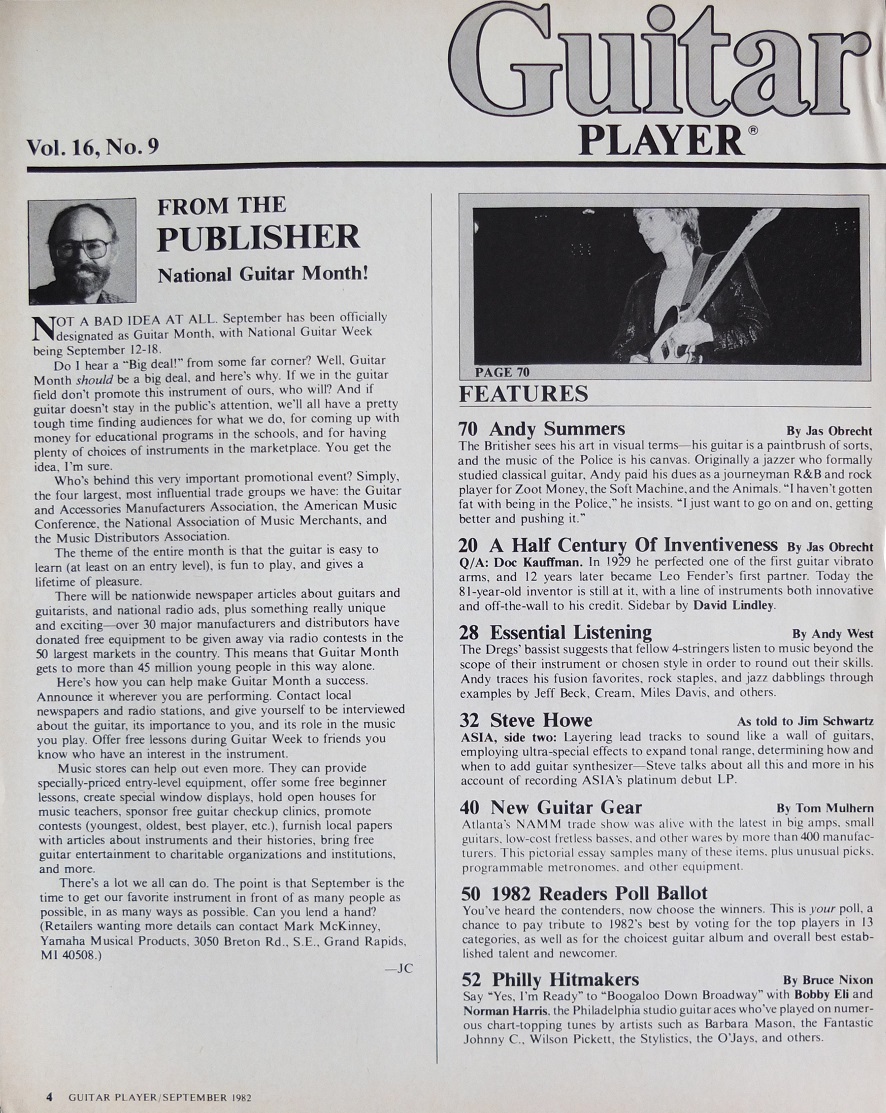 Guitar
PLAYER®
Vol. 16, No. 9
FROM THE
PUBLISHER
National Guitar Month!
NOT A BAD IDEA AT ALL. September has been officially
designated as Guitar Month, with National Guitar Week
being September 12-18.
Do I hear a "Big deal!" from some far corner? Well, Guitar
Month should be a big deal, and here's why. If we in the guitar
field don't promote this instrument of ours, who will? And if
guitar doesn't stay in the public's attention, we'll all have a pretty
tough time finding audiences for what we do, for coming up with
money for educational programs in the schools, and for having
plenty of choices of instruments in the marketplace. You get the
idea, I'm sure.
Who's behind this very important promotional event? Simply,
the four largest, most influential trade groups we have: the Guitar
and Accessories Manufacturers Association, the American Music
Conference, the National Association of Music Merchants, and
the Music Distributors Association.
The theme of the entire month is that the guitar is easy to
learn (at least on an entry level), is fun to play, and gives a
lifetime of pleasure.
There will be nationwide newspaper articles about guitars and
guitarists, and national radio ads, plus something really unique
and exciting—over 30 major manufacturers and distributors have
donated free equipment to be given away via radio contests in the
50 largest markets in the country. This means that Guitar Month
gets to more than 45 million young people in this way alone.
Here's how you can help make Guitar Month a success.
Announce it wherever you are performing. Contact local
newspapers and radio stations, and give yourself to be interviewed
about the guitar, its importance to you, and its role in the music
you play. Offer free lessons during Guitar Week to friends you
know who have an interest in the instrument.
Music stores can help out even more. They can provide
specially-priced entry-level equipment, offer some free beginner
lessons, create special window displays, hold open houses for
music teachers, sponsor free guitar checkup clinics, promote
contests (youngest, oldest, best player, etc.), furnish local papers
with articles about instruments and their histories, bring free
guitar entertainment to charitable organizations and institutions,
and more.
There's a lot we all can do. The point is that September is the
time to get our favorite instrument in front of as many people as
possible, in as many ways as possible. Can you lend a hand?
(Retailers wanting more details can contact Mark McKinney,
Yamaha Musical Products, 3050 Breton Rd., S.E., Grand Rapids,
MI 40508.)
—JC
PAGE 70
FEATURES
70 Andy Summers By Jas Obrecht
The Britisher sees his art in visual terms—his guitar is a paintbrush of sorts,
and the music of the Police is his canvas. Originally a jazzer who formally
studied classical guitar, Andy paid his dues as a journeyman R&B and rock
player for Zoot Money, the Soft Machine, and the Animals. "I haven't gotten
fat with being in the Police," he insists. "I just want to go on and on, getting
better and pushing it."
20 A Half Century Of Inventiveness By Jas Obrecht
Q/A: Doc Kauffman. In 1929 he perfected one of the first guitar vibrato
arms, and 12 years later became Leo Fender's first partner. Today the
81-year-old inventor is still at it, with a line of instruments both innovative
and off-the-wall to his credit. Sidebar by David Lindley.
28 Essential Listening By Andy West
The Dregs' bassist suggests that fellow 4-stringers listen to music beyond the
scope of their instrument or chosen style in order to round out their skills.
Andy traces his fusion favorites, rock staples, and jazz dabblings through
examples by Jeff Beck, Cream, Miles Davis, and others.
32 Steve Howe As told to Jim Schwartz
ASIA, side two: Layering lead tracks to sound like a wall of guitars,
employing ultra-special effects to expand tonal range, determining how and
when to add guitar synthesizer—Steve talks about all this and more in his
account of recording ASIA's platinum debut LP.
40 New Guitar Gear By Tom Mulhern
Atlanta's NAMM trade show was alive with the latest in big amps, small
guitars, low-cost fretless basses, and other wares by more than 400 manufac-
turers. This pictorial essay samples many of these items, plus unusual picks,
programmable metronomes, and other equipment.
50 1982 Readers Poll Ballot
You've heard the contenders, now choose the winners. This is your poll, a
chance to pay tribute to 1982's best by voting for the top players in 13
categories, as well as for the choicest guitar album and overall best estab-
lished talent and newcomer.
52 Philly Hitmakers By Bruce Nixon
Say "Yes, I'm Ready" to "Boogaloo Down Broadway" with Bobby Eli and
Norman Harris, the Philadelphia studio guitar aces who've played on numer-
ous chart-topping tunes by artists such as Barbara Mason, the Fantastic
Johnny C., Wilson Pickett, the Stylistics, the O'Jays, and others.
4 GUITAR PLAYER/SEPTEMBER 1982